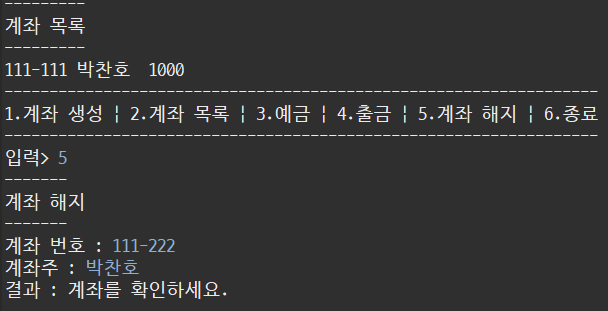 ---------
계좌 목록
---------
111-111 박찬호  1000
------------------------------------------------------------------
1.계좌 생성 ¦ 2.계좌 목록 ¦ 3.예금 ¦ 4.출금 ¦ 5.계좌 해지 ¦ 6.종료
------------------------------------------------------------------
입력> 5
-------
계좌 해지
-------
계좌 번호 : 111-222
계좌주 : 박찬호
결과 : 계좌를 확인하세요.